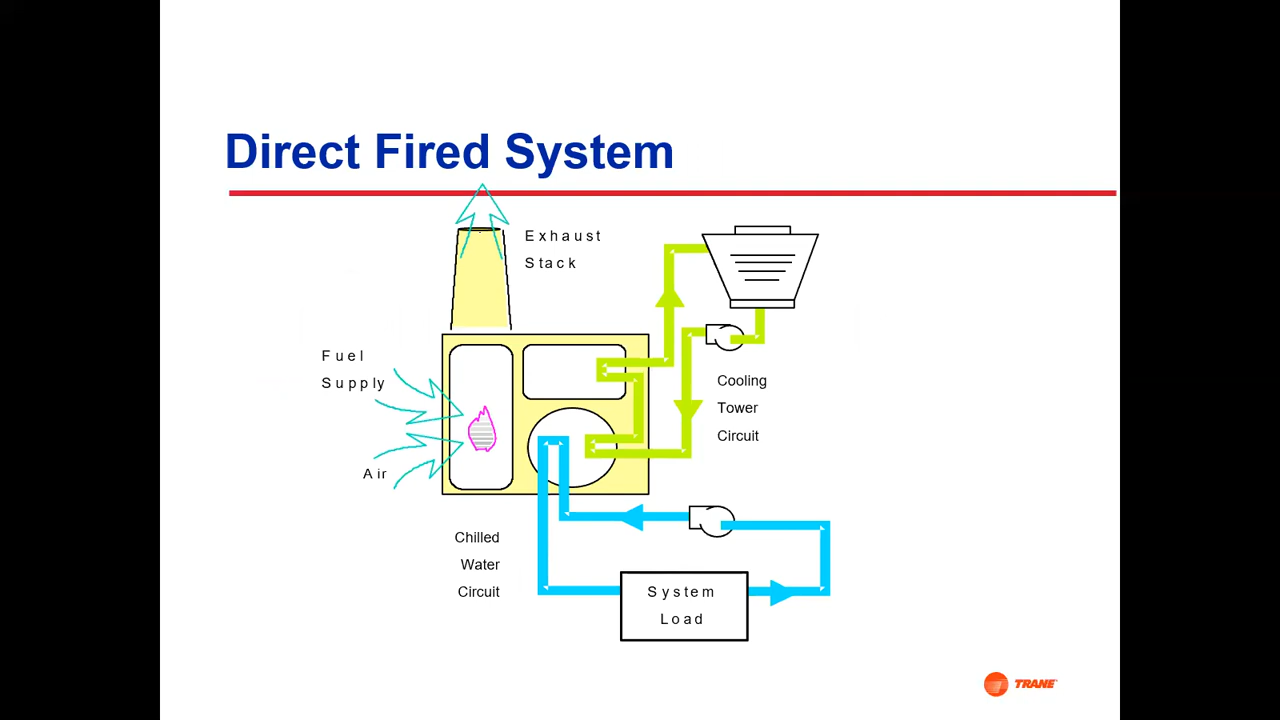 Direct Fired System
Exhaust
Stack
Fuel
Supply
Air
Cooling
Tower
Circuit
Chilled
Water
Circuit
System
Load
TRANE